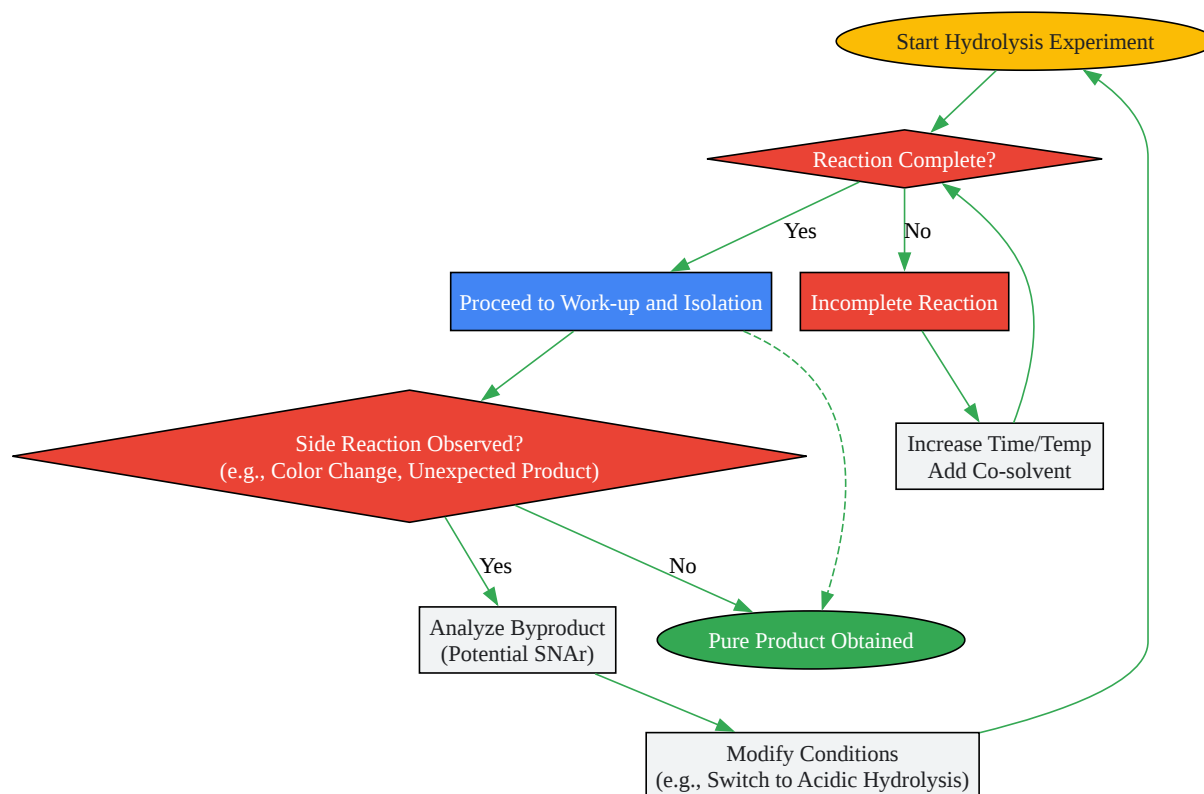 Start Hydrolysis Experiment
Reaction Complete?
Yes
No
Proceed to Work-up and Isolation
Incomplete Reaction
Side Reaction Observed?
(e.g., Color Change, Unexpected Product)
Increase Time/Temp
Add Co-solvent
Yes
No
Analyze Byproduct
(Potential SNAr)
Pure Product Obtained
Modify Conditions
(e.g., Switch to Acidic Hydrolysis)